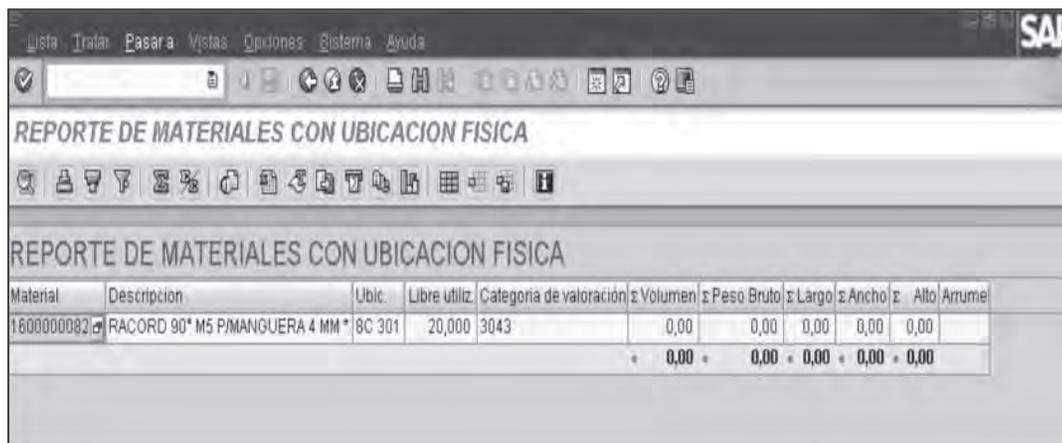 SAP
Lista Tratar Pasar a Vistas Opciones Sistema Ayuda
REPORTE DE MATERIALES CON UBICACION FISICA
REPORTE DE MATERIALES CON UBICACION FISICA
Material Descripcion Ubic. Libre utiliz. Categoría de valoración Σ Volumen Σ Peso Bruto Σ Largo Σ Ancho Σ Alto Arrume
1600000082 RACORD 90° M5 P/MANGUERA 4 MM * 8C 301 20,000 3043 0,00 0,00 0,00 0,00 0,00
0,00 0,00 0,00 0,00 0,00